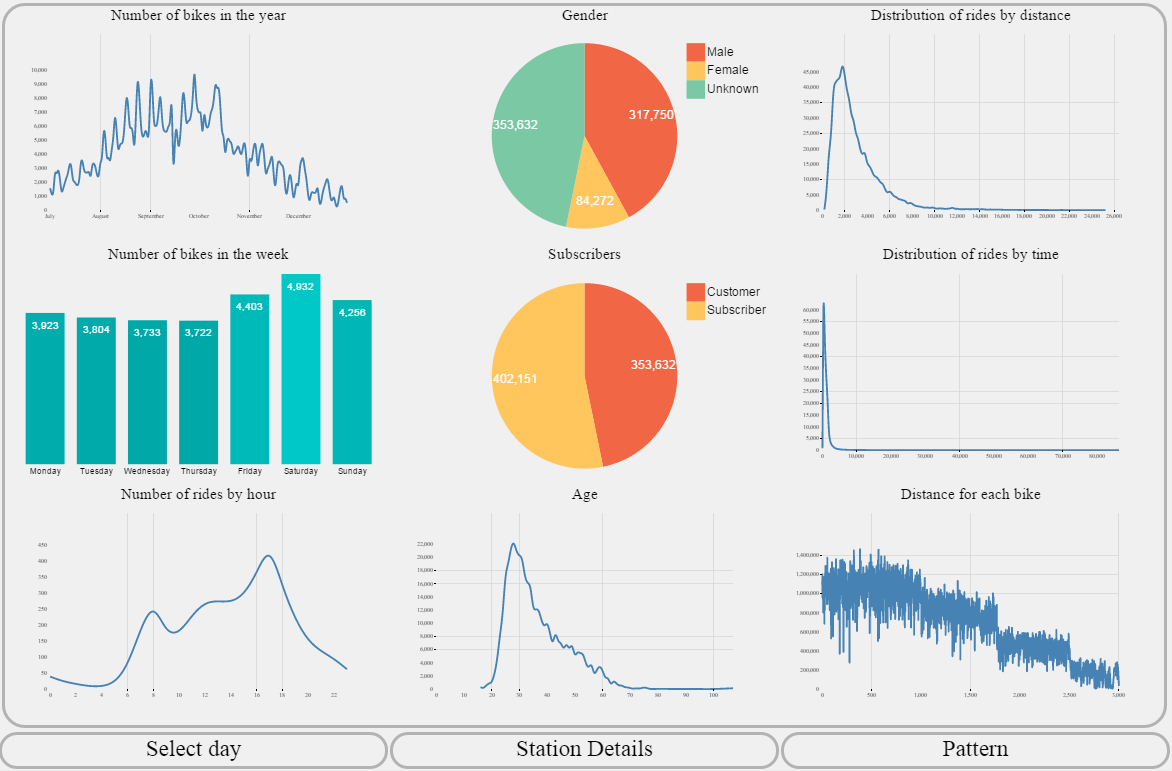 Number of bikes in the year
10,000
9,000
8,000
7,000
6,000
5,000
4,000
3,000
2,000
1,000
0
July August September October November December
Gender
Male
Female
Unknown
317,750
353,632
84,272
Distribution of rides by distance
45,000
40,000
35,000
30,000
25,000
20,000
15,000
10,000
5,000
0
0 2,000 4,000 6,000 8,000 10,000 12,000 14,000 16,000 18,000 20,000 22,000 24,000 26,000
Number of bikes in the week
3,923 3,804 3,733 3,722 4,403 4,932 4,256
Monday Tuesday Wednesday Thursday Friday Saturday Sunday
Subscribers
Customer
Subscriber
353,632
402,151
Distribution of rides by time
60,000
55,000
50,000
45,000
40,000
35,000
30,000
25,000
20,000
15,000
10,000
5,000
0
0 10,000 20,000 30,000 40,000 50,000 60,000 70,000 80,000
Number of rides by hour
450
400
350
300
250
200
150
100
50
0
0 2 4 6 8 10 12 14 16 18 20 22
Age
22,000
20,000
18,000
16,000
14,000
12,000
10,000
8,000
6,000
4,000
2,000
0
0 10 20 30 40 50 60 70 80 90 100
Distance for each bike
1,400,000
1,200,000
1,000,000
800,000
600,000
400,000
200,000
0
0 500 1,000 1,500 2,000 2,500 3,000
Select day
Station Details
Pattern